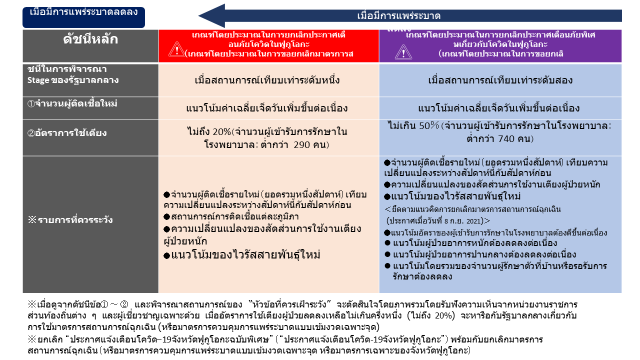 เมื่อมีการแพร่ระบาดลดลง
เมื่อมีการแพร่ระบาด
ดัชนีหลัก
เกณฑ์โดยประมาณในการยกเลิกประกาศเตื
อนภัยโควิดในฟูกูโอกะ
(เกณฑ์โดยประมาณในการขอยกเลิกมาตรการส
เกณฑ์โดยประมาณในการยกเลิกประกาศเตือนภัยพิเศ
ษเกี่ยวกับโควิดในฟูกูโอกะ
(เกณฑ์โดยประมาณในการขอยกเลิ
ชนีในการพิจารณา
Stage ของรัฐบาลกลาง
เมื่อสถานการณ์เทียบเท่าระดับหนึ่ง
เมื่อสถานการณ์เทียบเท่าระดับสอง
①จำนวนผู้ติดเชื้อใหม่
แนวโน้มค่าเฉลี่ยเจ็ดวันเพิ่มขึ้นต่อเนื่อง
แนวโน้มค่าเฉลี่ยเจ็ดวันเพิ่มขึ้นต่อเนื่อง
②อัตราการใช้เตียง
ไม่ถึง 20%(จำนวนผู้เข้ารับการรักษาใน
โรงพยาบาล: ต่ำกว่า 290 คน)
ไม่เกิน 50%(จำนวนผู้เข้ารับการรักษาในโรงพยาบาล:
ต่ำกว่า 740 คน)
※รายการที่ควรระวัง
●จำนวนผู้ติดเชื้อรายใหม่(ยอดรวมหนึ่งสัปดาห์) เทียบ
ความเปลี่ยนแปลงระหว่างสัปดาห์นี้กับสัปดาห์ก่อน
●สถานการณ์การติดเชื้อแต่ละภูมิภา
●ความเปลี่ยนแปลงของสัดส่วนการใช้งานเตียง
ผู้ป่วยหนัก
●แนวโน้มของไวรัสสายพันธุ์ใหม่
●จำนวนผู้ติดเชื้อรายใหม่(ยอดรวมหนึ่งสัปดาห์) เทียบความ
เปลี่ยนแปลงระหว่างสัปดาห์นี้กับสัปดาห์ก่อน
●ความเปลี่ยนแปลงของสัดส่วนการใช้งานเตียงผู้ป่วยหนัก
●แนวโน้มของไวรัสสายพันธุ์ใหม่
＜ยึดตามแนวคิดการยกเลิกมาตรการสถานการณ์ฉุกเฉิน
(ประกาศเมื่อวันที่ 8 ก.ย. 2021)＞
●แนวโน้มอัตราของผู้เข้ารับการรักษาในโรงพยาบาลต้องดีขึ้นต่อเนื่อง
● แนวโน้มผู้ป่วยอาการหนักต้องลดลงต่อเนื่อง
● แนวโน้มผู้ป่วยอาการปานกลางต้องลดลงต่อเนื่อง
● แนวโน้มโดยรวมของจำนวนผู้รักษาตัวที่บ้านหรือรอรับการ
รักษาต้องลดลง
※เมื่อดูจากดัชนีข้อ①～② และพิจารณาสถานการณ์ของ "หัวข้อที่ควรเฝ้าระวัง" จะตัดสินใจโดยภาพรวมโดยรับฟังความเห็นจากหน่วยงานราชการ
ส่วนท้องถิ่นต่าง ๆ และผู้เชี่ยวชาญเฉพาะด้วย เมื่ออัตราการใช้เตียงผู้ป่วยลดลงเหลือไม่เกินครึ่งหนึ่ง (ไม่ถึง 20%) จะหารือกับรัฐบาลกลางเกี่ยวกับ
การใช้มาตรการสถานการณ์ฉุกเฉิน (หรือมาตรการควบคุมการแพร่ระบาดแบบเข้มงวดเฉพาะจุด)
※ยกเลิก "ประกาศแจ้งเตือนโควิด-19จังหวัดฟูกูโอกะฉบับพิเศษ" ("ประกาศแจ้งเตือนโควิด-19จังหวัดฟูกูโอกะ") พร้อมกับยกเลิกมาตรการ
สถานการณ์ฉุกเฉิน (หรือมาตรการควบคุมการแพร่ระบาดแบบเข้มงวดเฉพาะจุด หรือมาตรการเฉพาะของจังหวัดฟูกูโอกะ)